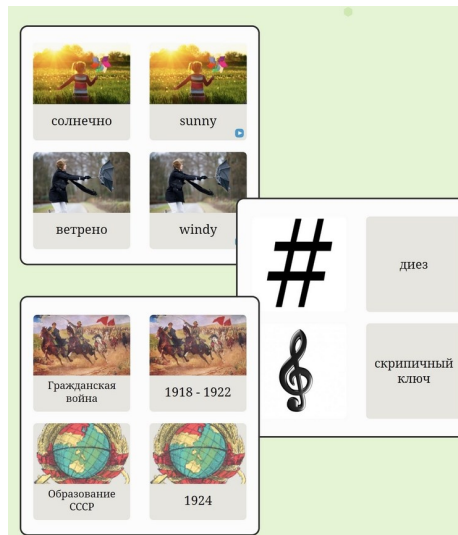 солнечно
sunny
ветрено
windy
диез
скрипичный
ключ
Гражданская
война
1918 - 1922
Образование
СССР
1924